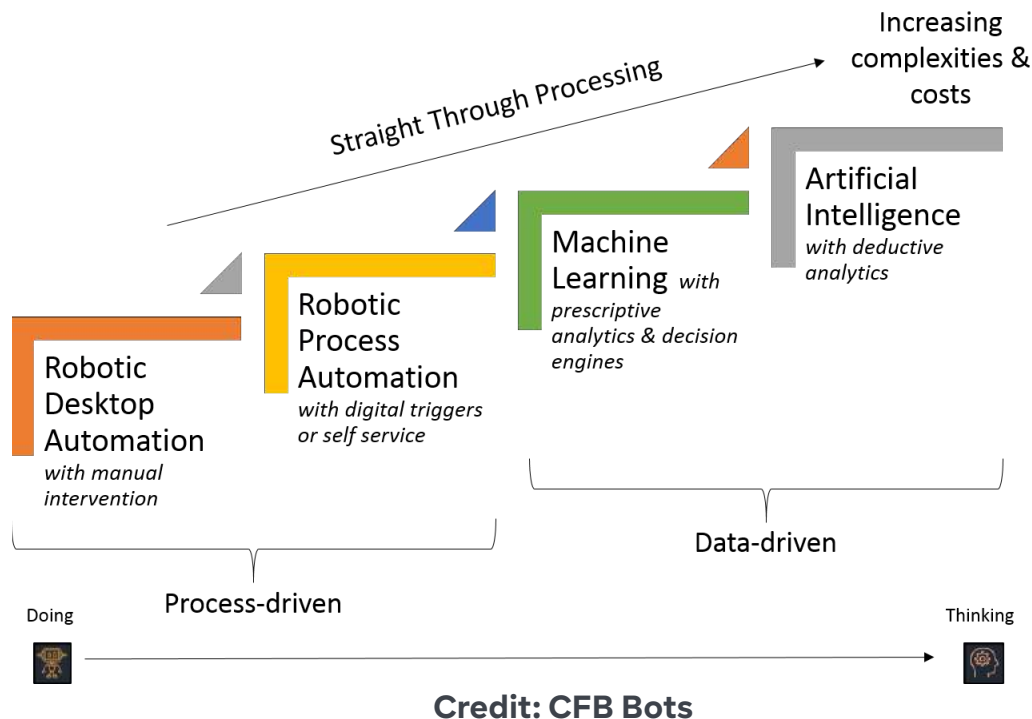 Increasing
complexities &
costs
Straight Through Processing
Artificial
Intelligence
with deductive
analytics
Machine
Learning with
prescriptive
analytics & decision
engines
Robotic
Process
Automation
with digital triggers
or self service
Robotic
Desktop
Automation
with manual
intervention
Data-driven
Process-driven
Doing
Thinking
Credit: CFB Bots